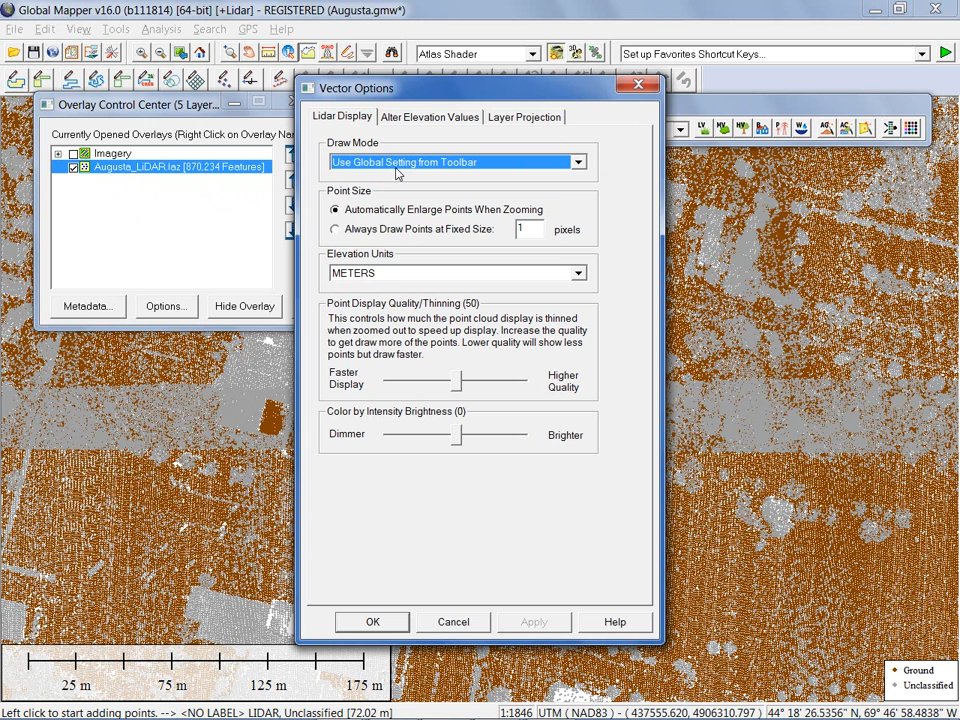 Global Mapper v16.0 (b111814) [64-bit] [+Lidar] - REGISTERED (Augusta.gmw*)
File Edit View Tools Analysis Search GPS Help
Atlas Shader
Set up Favorites Shortcut Keys...
Overlay Control Center (5 Layer...
Currently Opened Overlays (Right Click on Overlay Na
Imagery
Augusta_LiDAR.laz [870,234 Features]
Metadata... Options... Hide Overlay
Vector Options
Lidar Display Alter Elevation Values Layer Projection
Draw Mode
Use Global Setting from Toolbar
Point Size
Automatically Enlarge Points When Zooming
Always Draw Points at Fixed Size: 1 pixels
Elevation Units
METERS
Point Display Quality/Thinning (50)
This controls how much the point cloud display is thinned
when zoomed out to speed up display. Increase the quality
to get draw more of the points. Lower quality will show less
points but draw faster.
Faster
Display
Higher
Quality
Color by Intensity Brightness (0)
Dimmer Brighter
OK Cancel Apply Help
25 m 75 m 125 m 175 m
Ground
Unclassified
Left click to start adding points. --> <NO LABEL> LIDAR, Unclassified [72.02 m]
1:1846 UTM ( NAD83 ) - ( 437555.620, 4906310.797 ) 44° 18' 26.5356" N, 69° 46' 58.4838" W